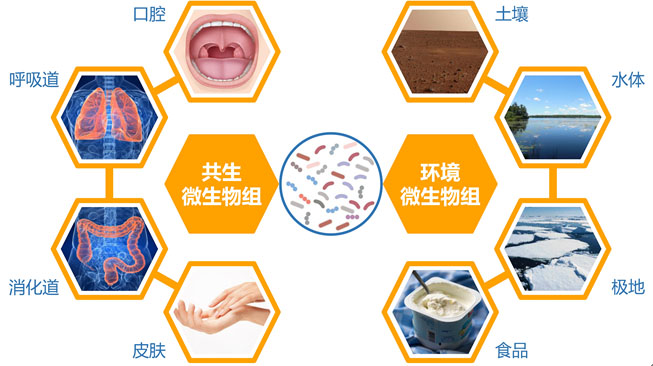 口腔
土壤
呼吸道
水体
共生
微生物组
环境
微生物组
消化道
极地
皮肤
食品